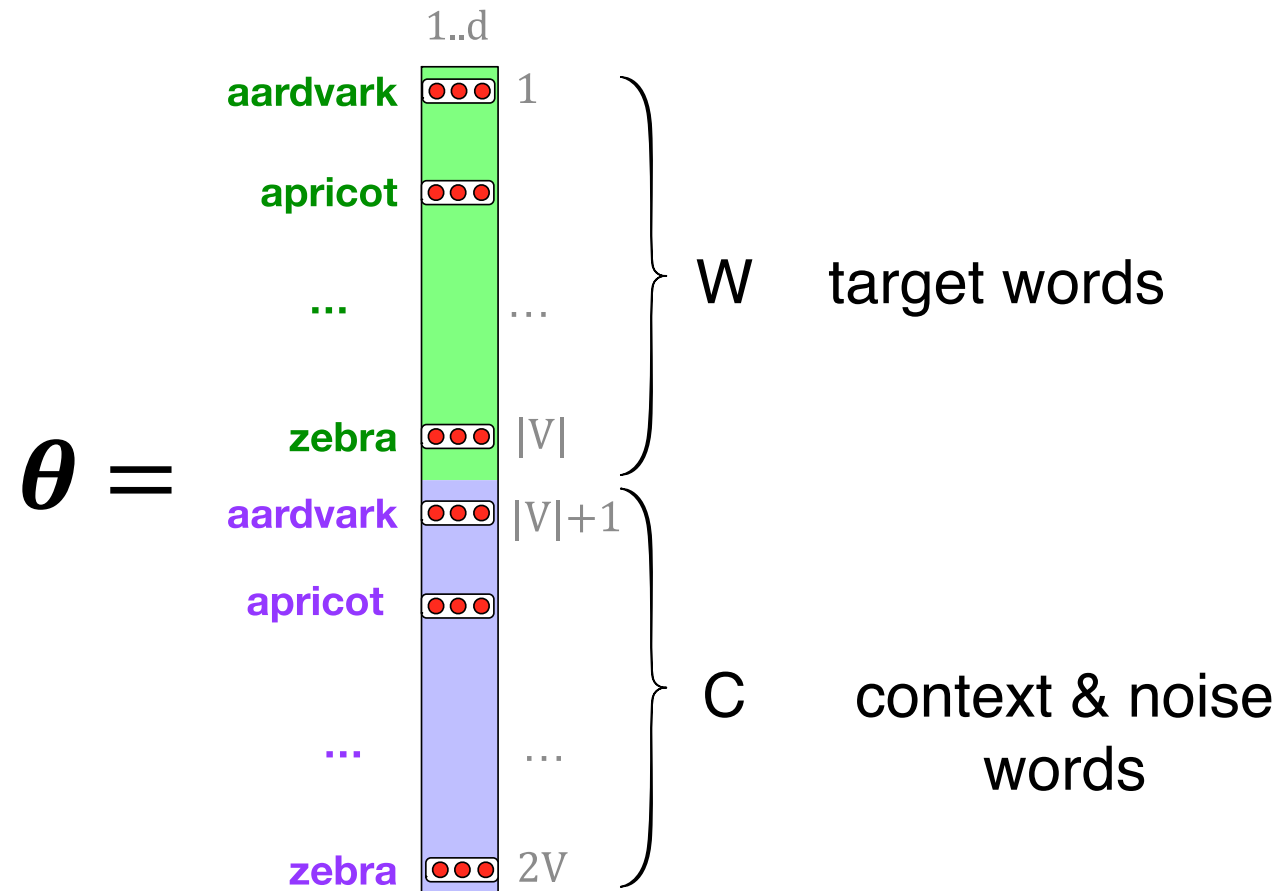 1..d
aardvark 1
apricot
... ...
W target words
zebra |V|
θ =
aardvark |V|+1
apricot
C context & noise
words
... ...
zebra 2V